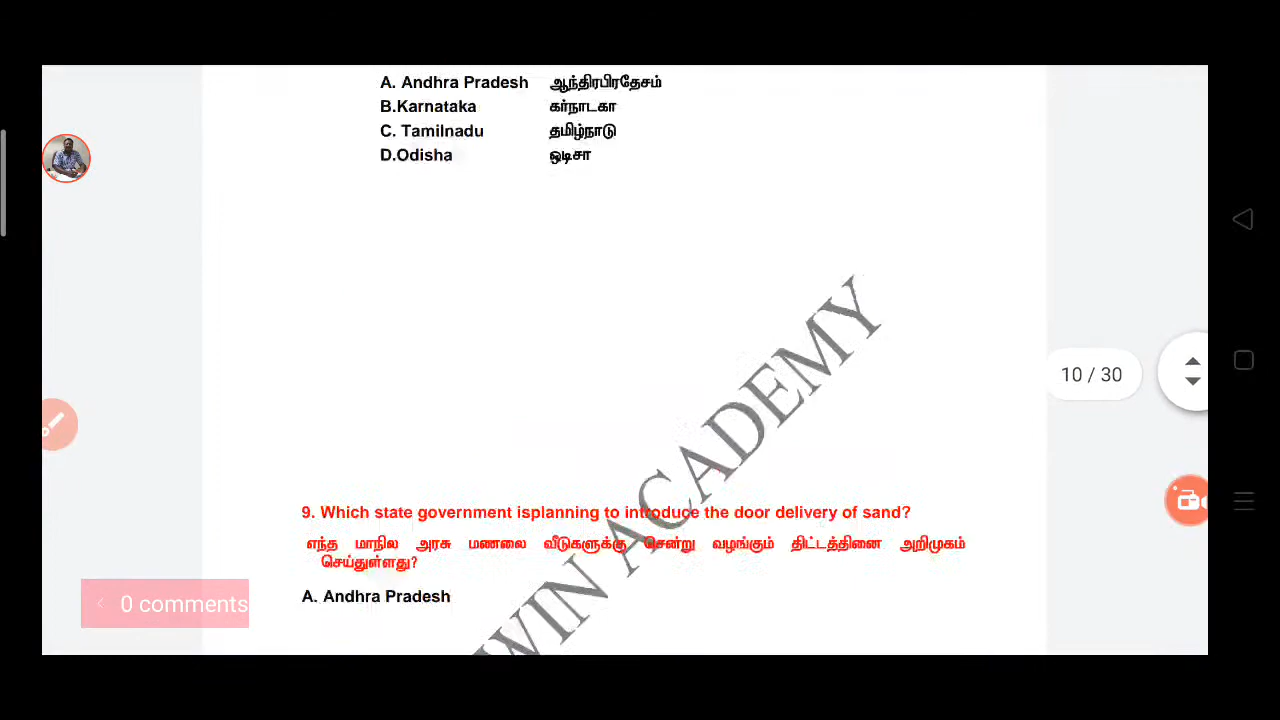 A. Andhra Pradesh ஆந்திரபிரதேசம்
B.Karnataka கர்நாடகா
C. Tamilnadu தமிழ்நாடு
D.Odisha ஒடிசா
10 / 30
WIN ACADEMY
9. Which state government isplanning to introduce the door delivery of sand?
எந்த மாநில அரசு மணலை வீடுகளுக்கு சென்று வழங்கும் திட்டத்தினை அறிமுகம்
செய்துள்ளது?
A. Andhra Pradesh
0 comments